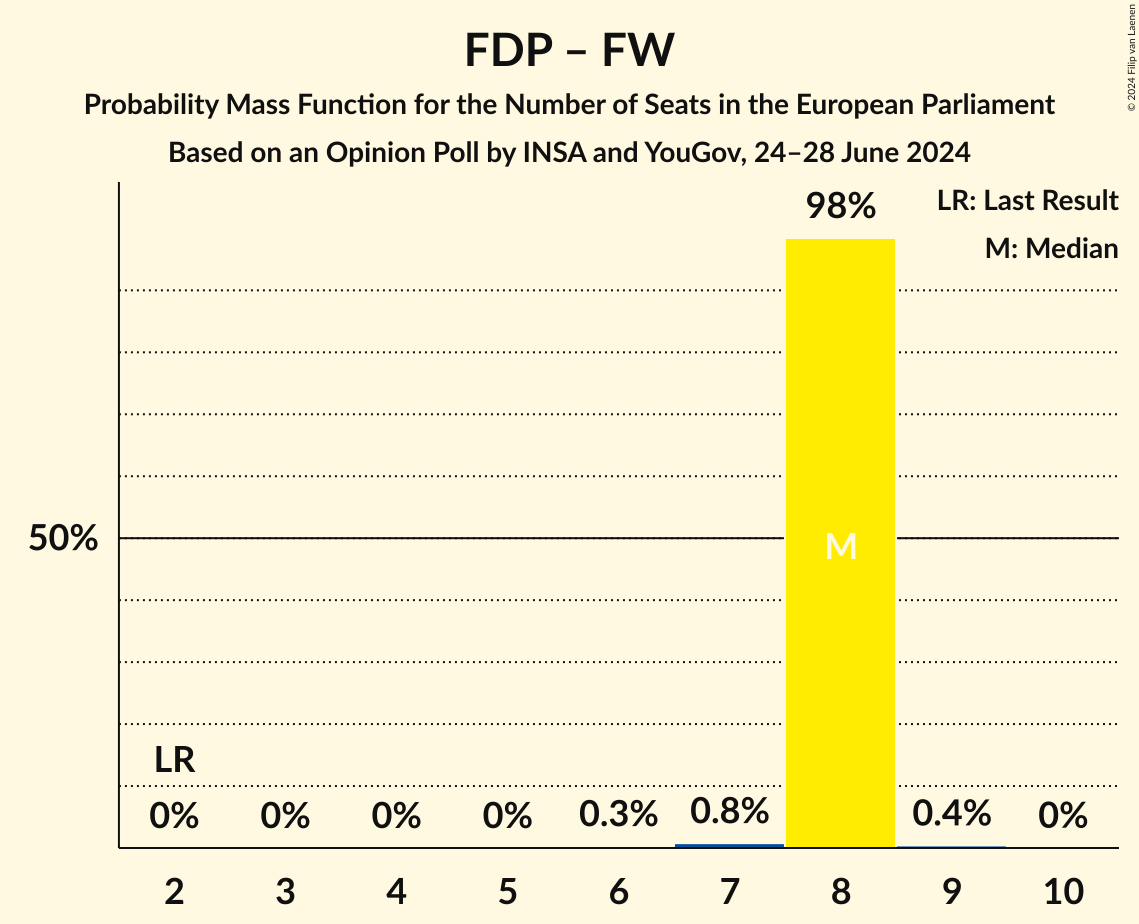 FDP – FW
Probability Mass Function for the Number of Seats in the European Parliament
Based on an Opinion Poll by INSA and YouGov, 24–28 June 2024
© 2024 Filip van Laenen
98%
LR: Last Result
M: Median
50%
M
LR
0% 0% 0% 0% 0.3% 0.8% 0.4% 0%
2 3 4 5 6 7 8 9 10